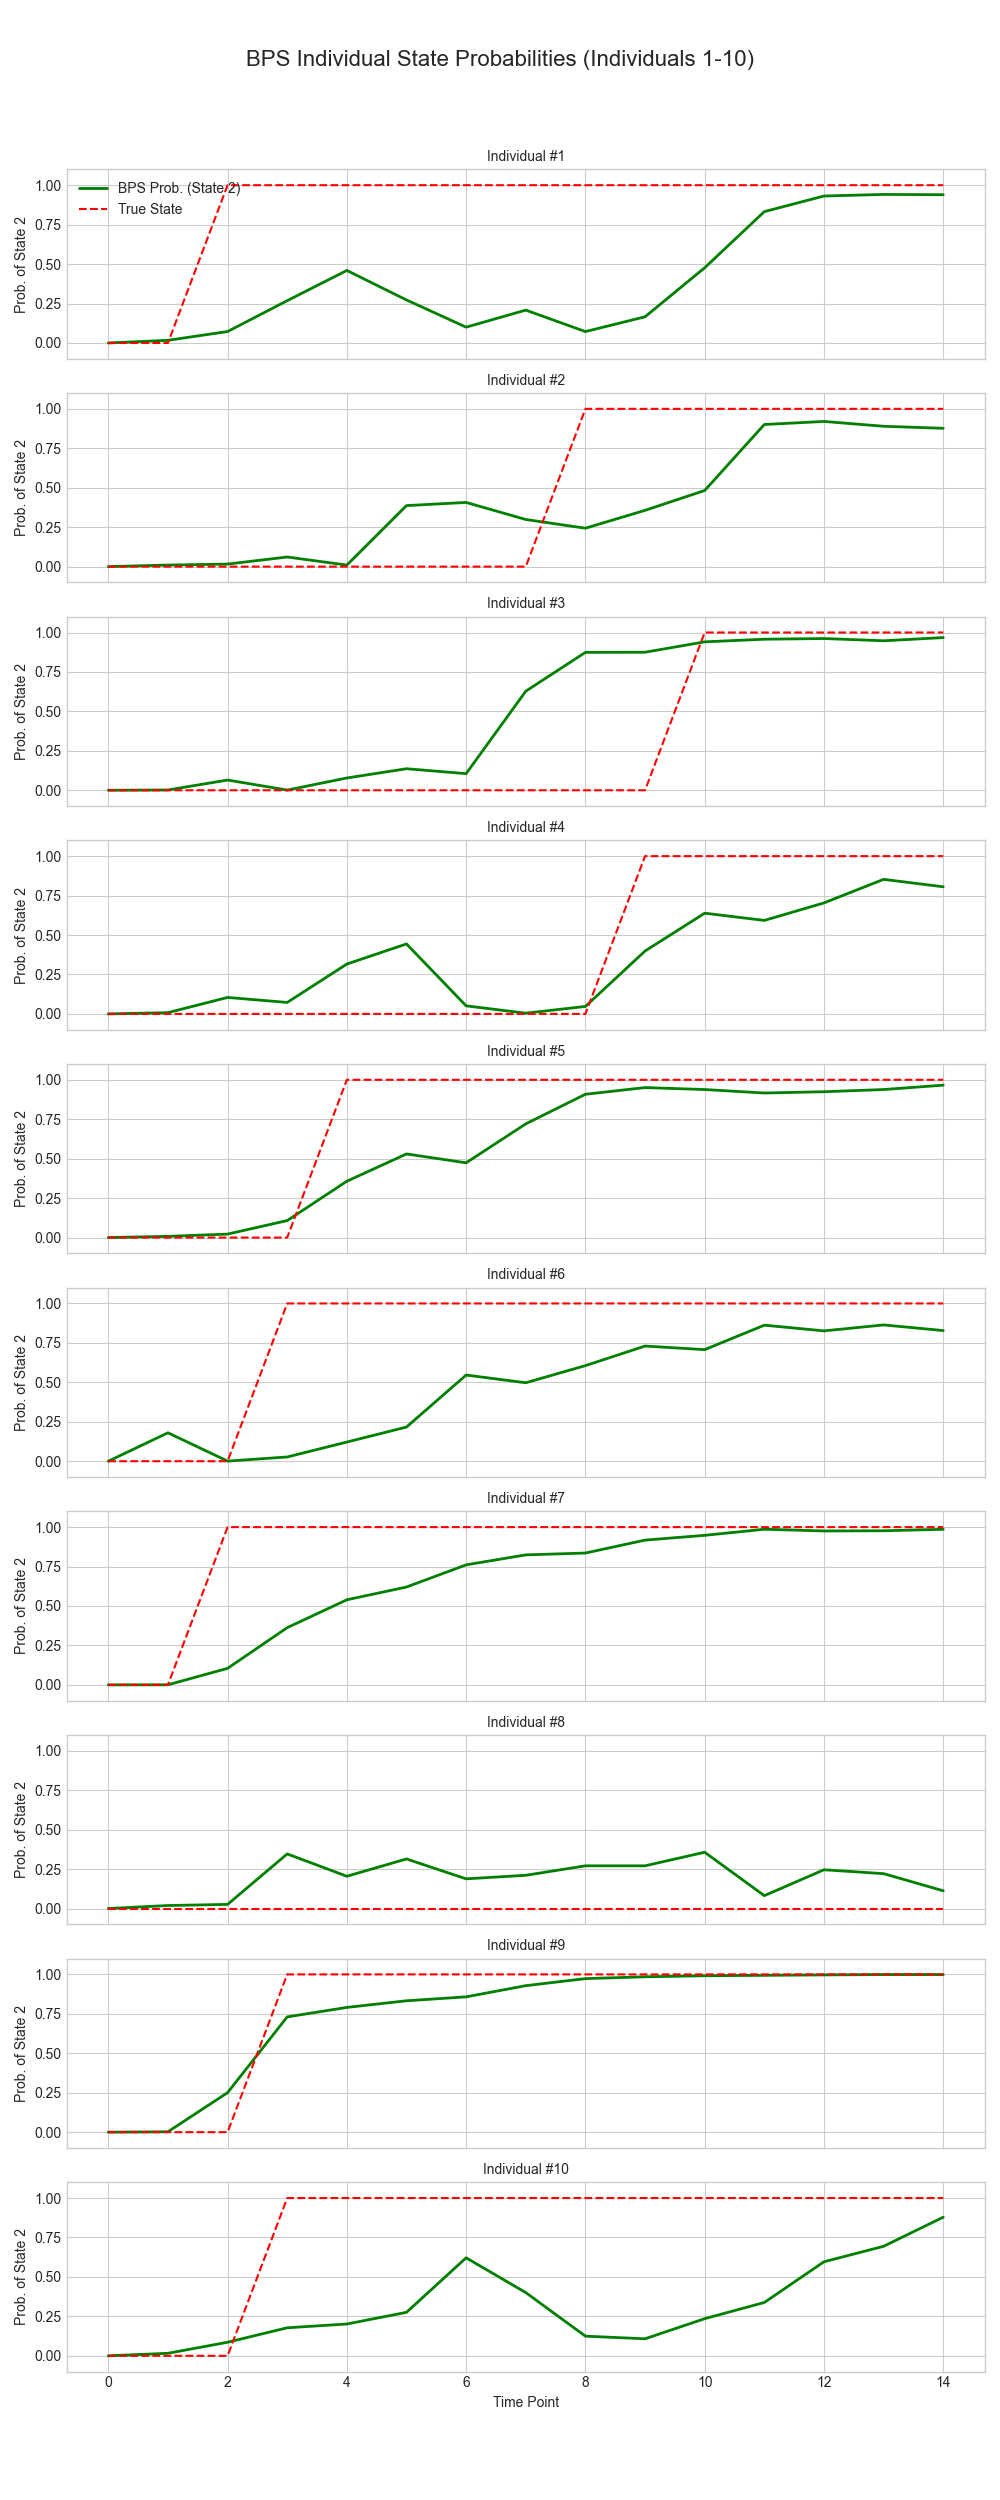 BPS Individual State Probabilities (Individuals 1-10)
Individual #1
1.00
0.75
0.50
0.25
0.00
Prob. of State 2
BPS Prob. (State 2)
True State
Individual #2
1.00
0.75
0.50
0.25
0.00
Prob. of State 2
Individual #3
1.00
0.75
0.50
0.25
0.00
Prob. of State 2
Individual #4
1.00
0.75
0.50
0.25
0.00
Prob. of State 2
Individual #5
1.00
0.75
0.50
0.25
0.00
Prob. of State 2
Individual #6
1.00
0.75
0.50
0.25
0.00
Prob. of State 2
Individual #7
1.00
0.75
0.50
0.25
0.00
Prob. of State 2
Individual #8
1.00
0.75
0.50
0.25
0.00
Prob. of State 2
Individual #9
1.00
0.75
0.50
0.25
0.00
Prob. of State 2
Individual #10
1.00
0.75
0.50
0.25
0.00
Prob. of State 2
0 2 4 6 8 10 12 14
Time Point